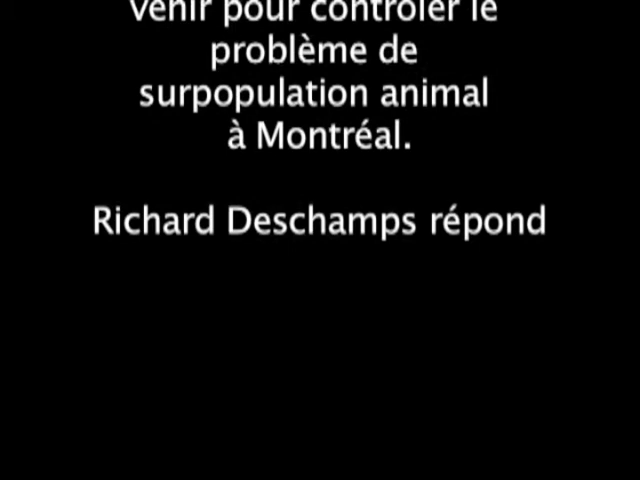 venir pour contrôler le
problème de
surpopulation animal
à Montréal.
Richard Deschamps répond